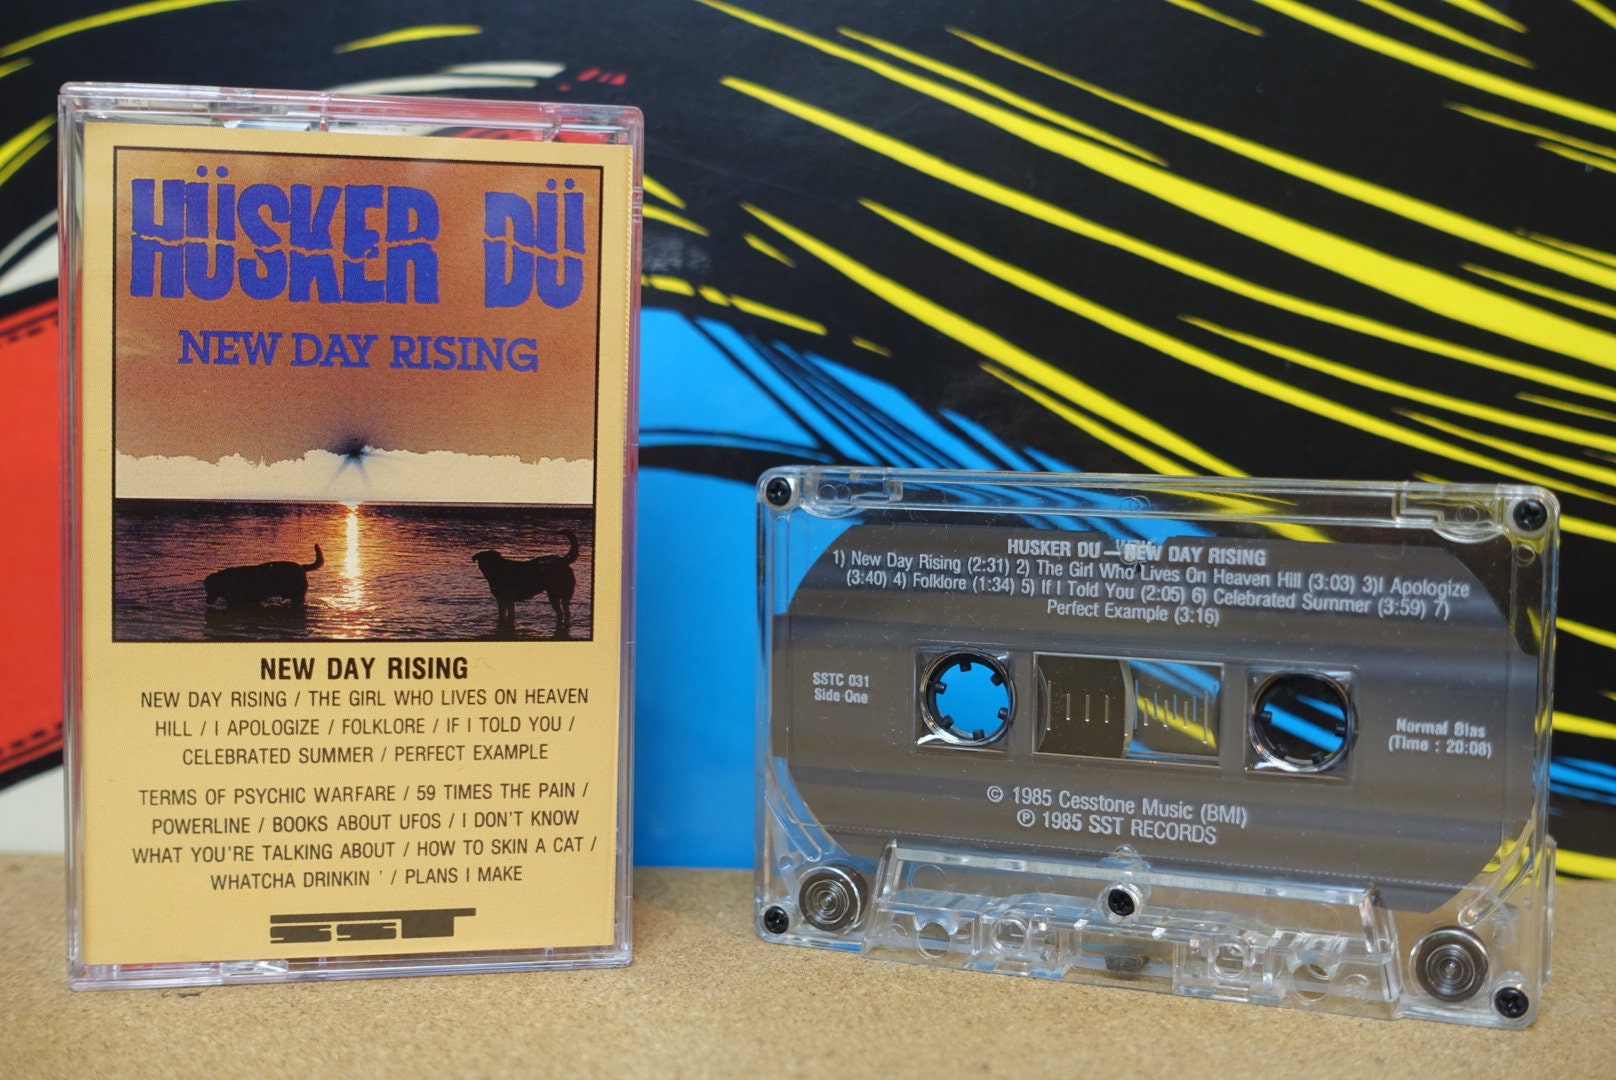 HÜSKER DÜ
NEW DAY RISING
NEW DAY RISING
NEW DAY RISING / THE GIRL WHO LIVES ON HEAVEN
HILL / I APOLOGIZE / FOLKLORE / IF I TOLD YOU /
CELEBRATED SUMMER / PERFECT EXAMPLE
TERMS OF PSYCHIC WARFARE / 59 TIMES THE PAIN /
POWERLINE / BOOKS ABOUT UFOS / I DON'T KNOW
WHAT YOU'RE TALKING ABOUT / HOW TO SKIN A CAT /
WHATCHA DRINKIN ' / PLANS I MAKE
SST
HUSKER DU — NEW DAY RISING
1) New Day Rising (2:31) 2) The Girl Who Lives On Heaven Hill (3:03) 3)I Apologize
(3:40) 4) Folklore (1:34) 5) If I Told You (2:05) 6) Celebrated Summer (3:59) 7)
Perfect Example (3:16)
SSTC 031
Side One
Normal Bias
(Time : 20:08)
© 1985 Cesstone Music (BMI)
℗ 1985 SST RECORDS